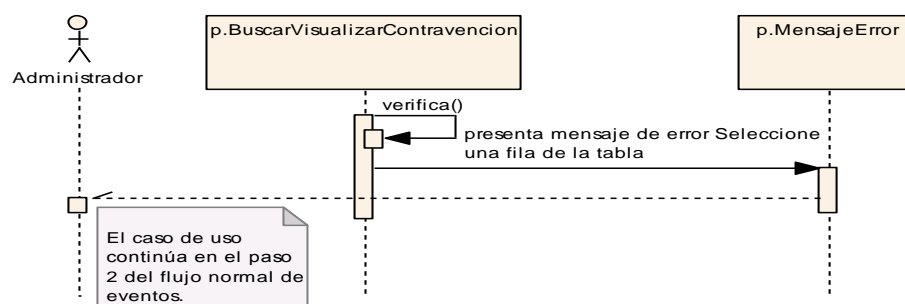 p.BuscarVisualizarContravencion
p.MensajeError
Administrador
verifica()
presenta mensaje de error Seleccione
una fila de la tabla
El caso de uso
continúa en el paso
2 del flujo normal de
eventos.